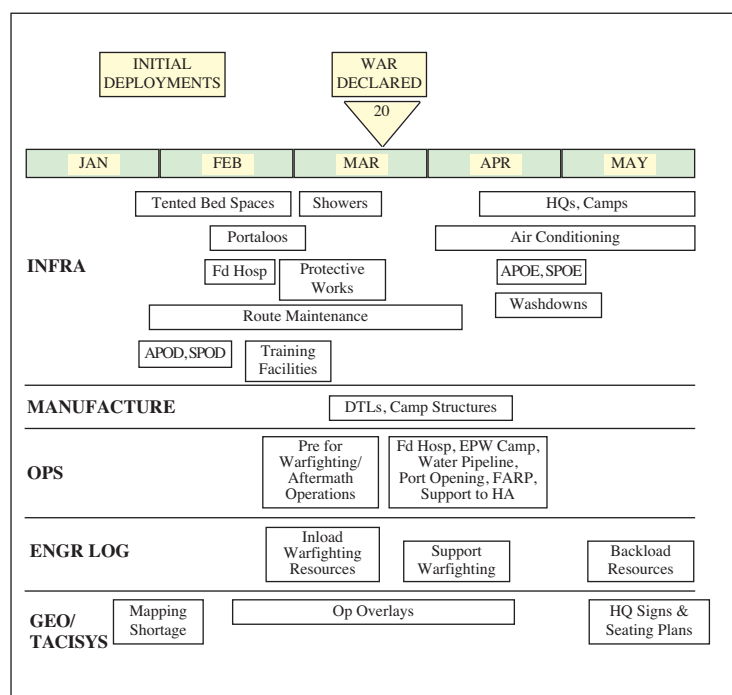 INITIAL
DEPLOYMENTS
WAR
DECLARED
20
JAN
FEB
MAR
APR
MAY
INFRA
Tented Bed Spaces
Showers
HQs, Camps
Portaloos
Air Conditioning
Fd Hosp
Protective
Works
APOE, SPOE
Washdowns
Route Maintenance
APOD, SPOD
Training
Facilities
MANUFACTURE
DTLs, Camp Structures
OPS
Pre for
Warfighting/
Aftermath
Operations
Fd Hosp, EPW Camp,
Water Pipeline,
Port Opening, FARP,
Support to HA
ENGR LOG
Inload
Warfighting
Resources
Support
Warfighting
Backload
Resources
GEO/
TACISYS
Mapping
Shortage
Op Overlays
HQ Signs &
Seating Plans